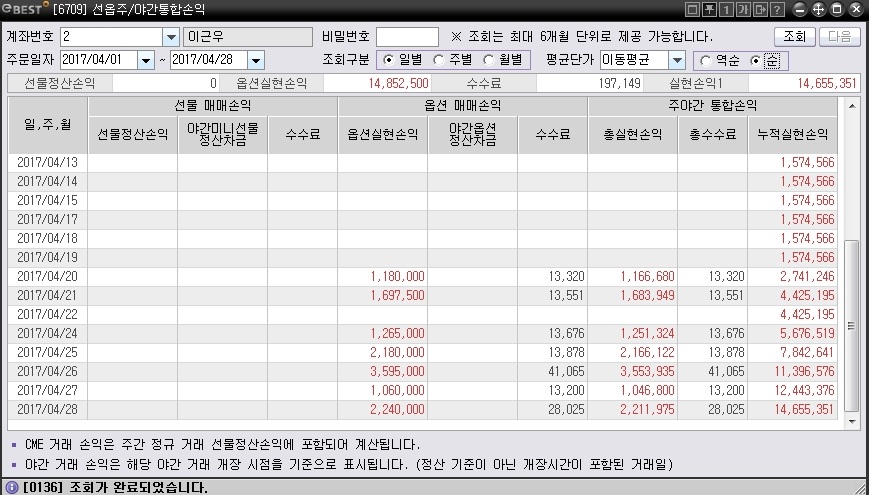 eBEST [6709] 선옵주/야간통합손익
계좌번호 2 이근우 비밀번호 ※ 조회는 최대 6개월 단위로 제공 가능합니다. 조회 다음
주문일자 2017/04/01 ~ 2017/04/28 조회구분 일별 주별 월별 평균단가 이동평균 역순 순
선물정산손익 0 옵션실현손익 14,852,500 수수료 197,149 실현손익1 14,655,351
일,주,월 선물 매매손익 옵션 매매손익 주야간 통합손익
선물정산손익 야간미니선물 정산차금 수수료 옵션실현손익 야간옵션 정산차금 수수료 총실현손익 총수수료 누적실현손익
2017/04/13 1,574,566
2017/04/14 1,574,566
2017/04/15 1,574,566
2017/04/17 1,574,566
2017/04/18 1,574,566
2017/04/19 1,574,566
2017/04/20 1,180,000 13,320 1,166,680 13,320 2,741,246
2017/04/21 1,697,500 13,551 1,683,949 13,551 4,425,195
2017/04/22 4,425,195
2017/04/24 1,265,000 13,676 1,251,324 13,676 5,676,519
2017/04/25 2,180,000 13,878 2,166,122 13,878 7,842,641
2017/04/26 3,595,000 41,065 3,553,935 41,065 11,396,576
2017/04/27 1,060,000 13,200 1,046,800 13,200 12,443,376
2017/04/28 2,240,000 28,025 2,211,975 28,025 14,655,351
CME 거래 손익은 주간 정규 거래 선물정산손익에 포함되어 계산됩니다.
야간 거래 손익은 해당 야간 거래 개장 시점을 기준으로 표시됩니다. (정산 기준이 아닌 개장시간이 포함된 거래일)
[0136] 조회가 완료되었습니다.